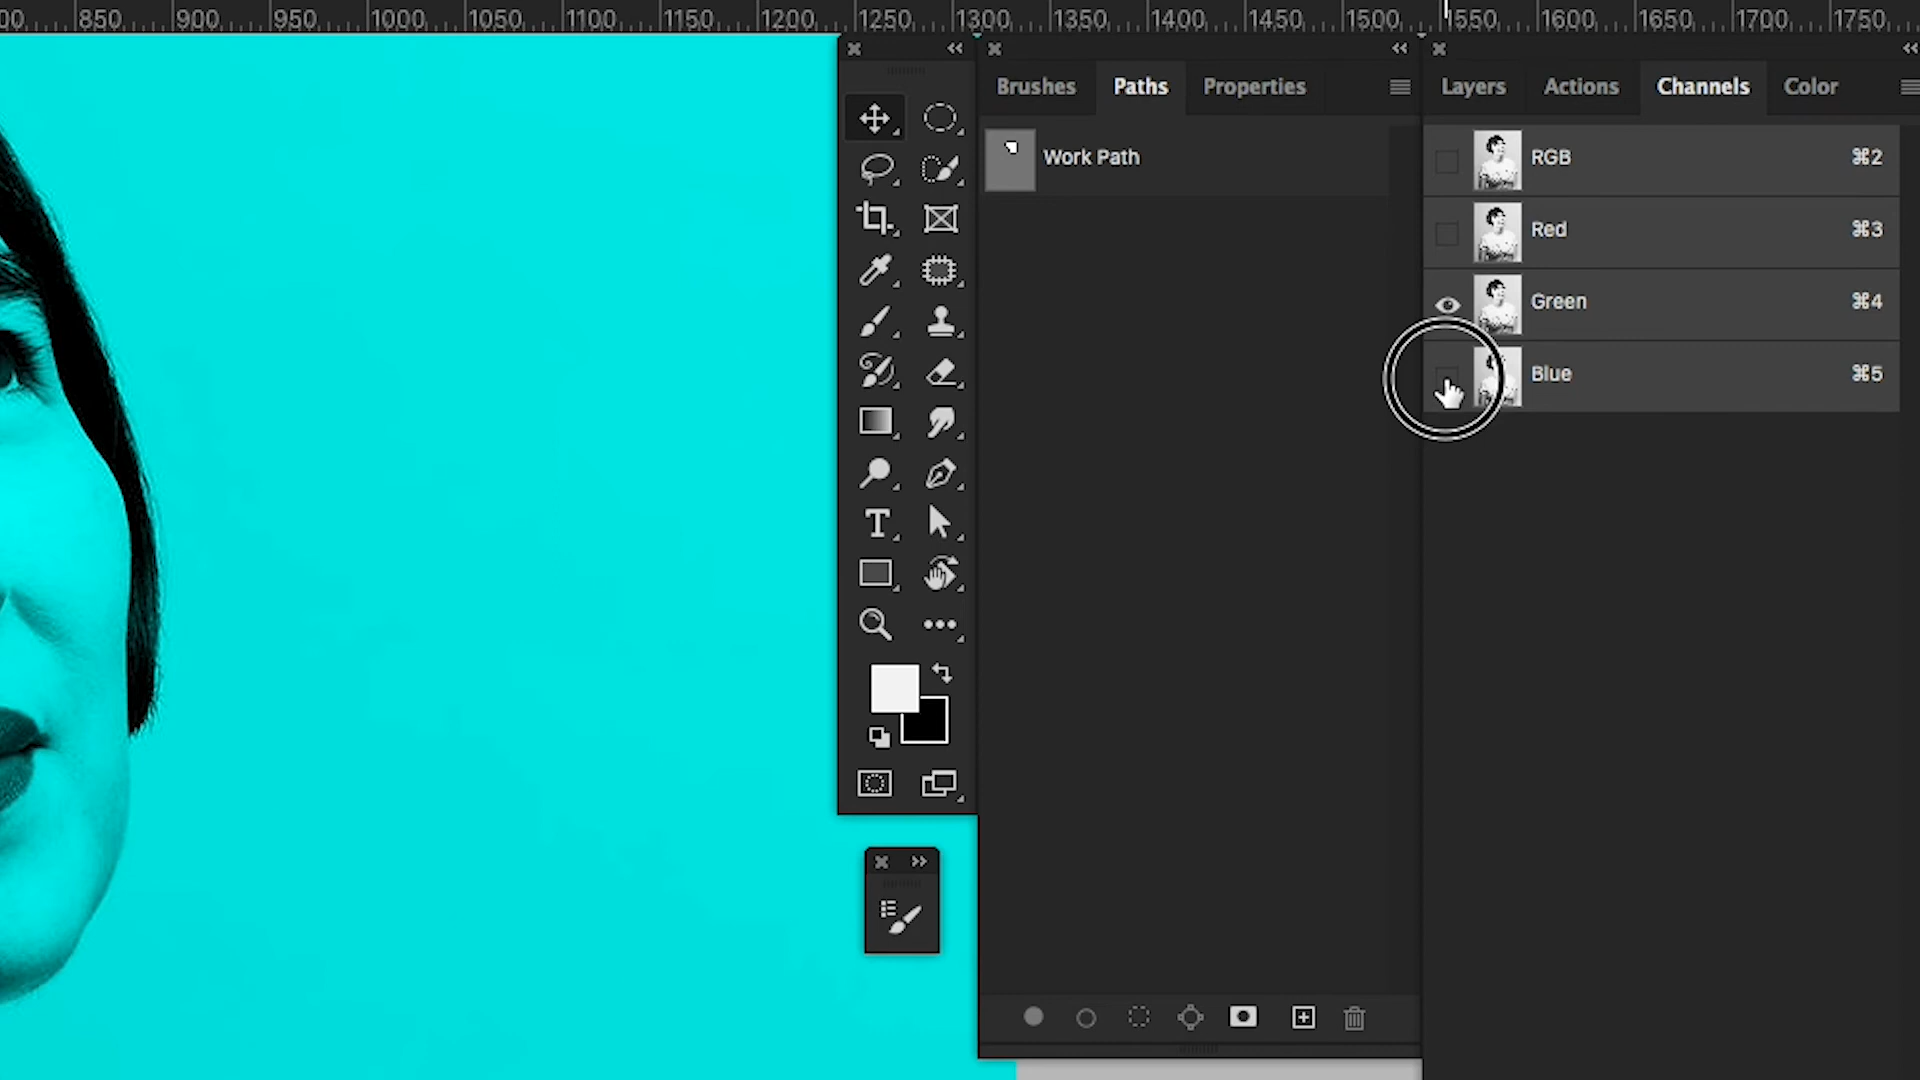 850 900 950 1000 1050 1100 1150 1200 1250 1300 1350 1400 1450 1500 1550 1600 1650 1700 1750
Brushes Paths Properties
Layers Actions Channels Color
Work Path
RGB ⌘2
Red ⌘3
Green ⌘4
Blue ⌘5